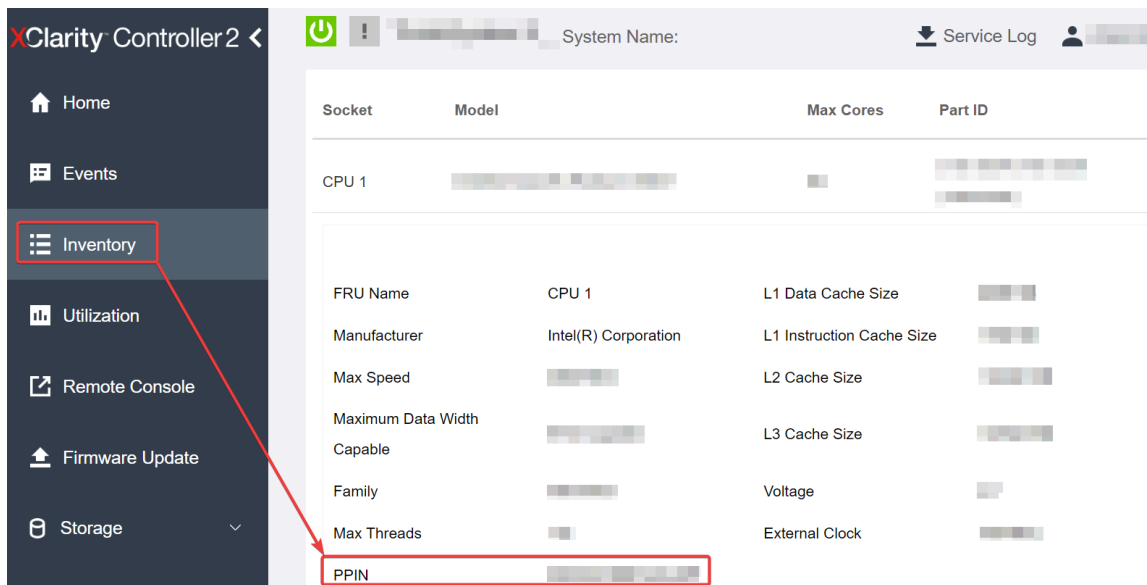 XClarity Controller 2
System Name:
Service Log
Home
Events
Inventory
Utilization
Remote Console
Firmware Update
Storage
Socket Model Max Cores Part ID
CPU 1
FRU Name CPU 1 L1 Data Cache Size
Manufacturer Intel(R) Corporation L1 Instruction Cache Size
Max Speed L2 Cache Size
Maximum Data Width
Capable
L3 Cache Size
Family Voltage
Max Threads External Clock
PPIN